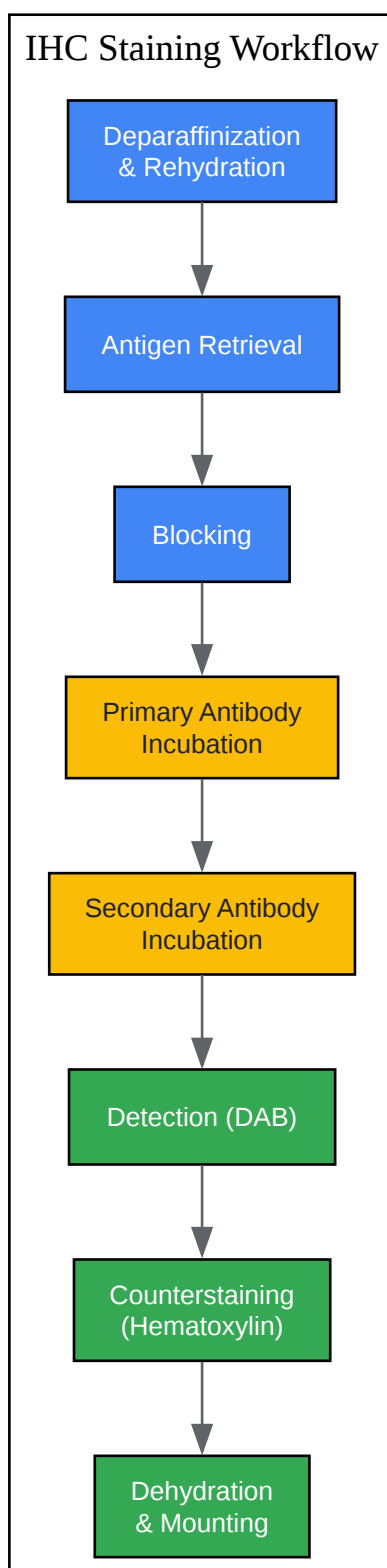 IHC Staining Workflow
Deparaffinization
& Rehydration
Antigen Retrieval
Blocking
Primary Antibody
Incubation
Secondary Antibody
Incubation
Detection (DAB)
Counterstaining
(Hematoxylin)
Dehydration
& Mounting